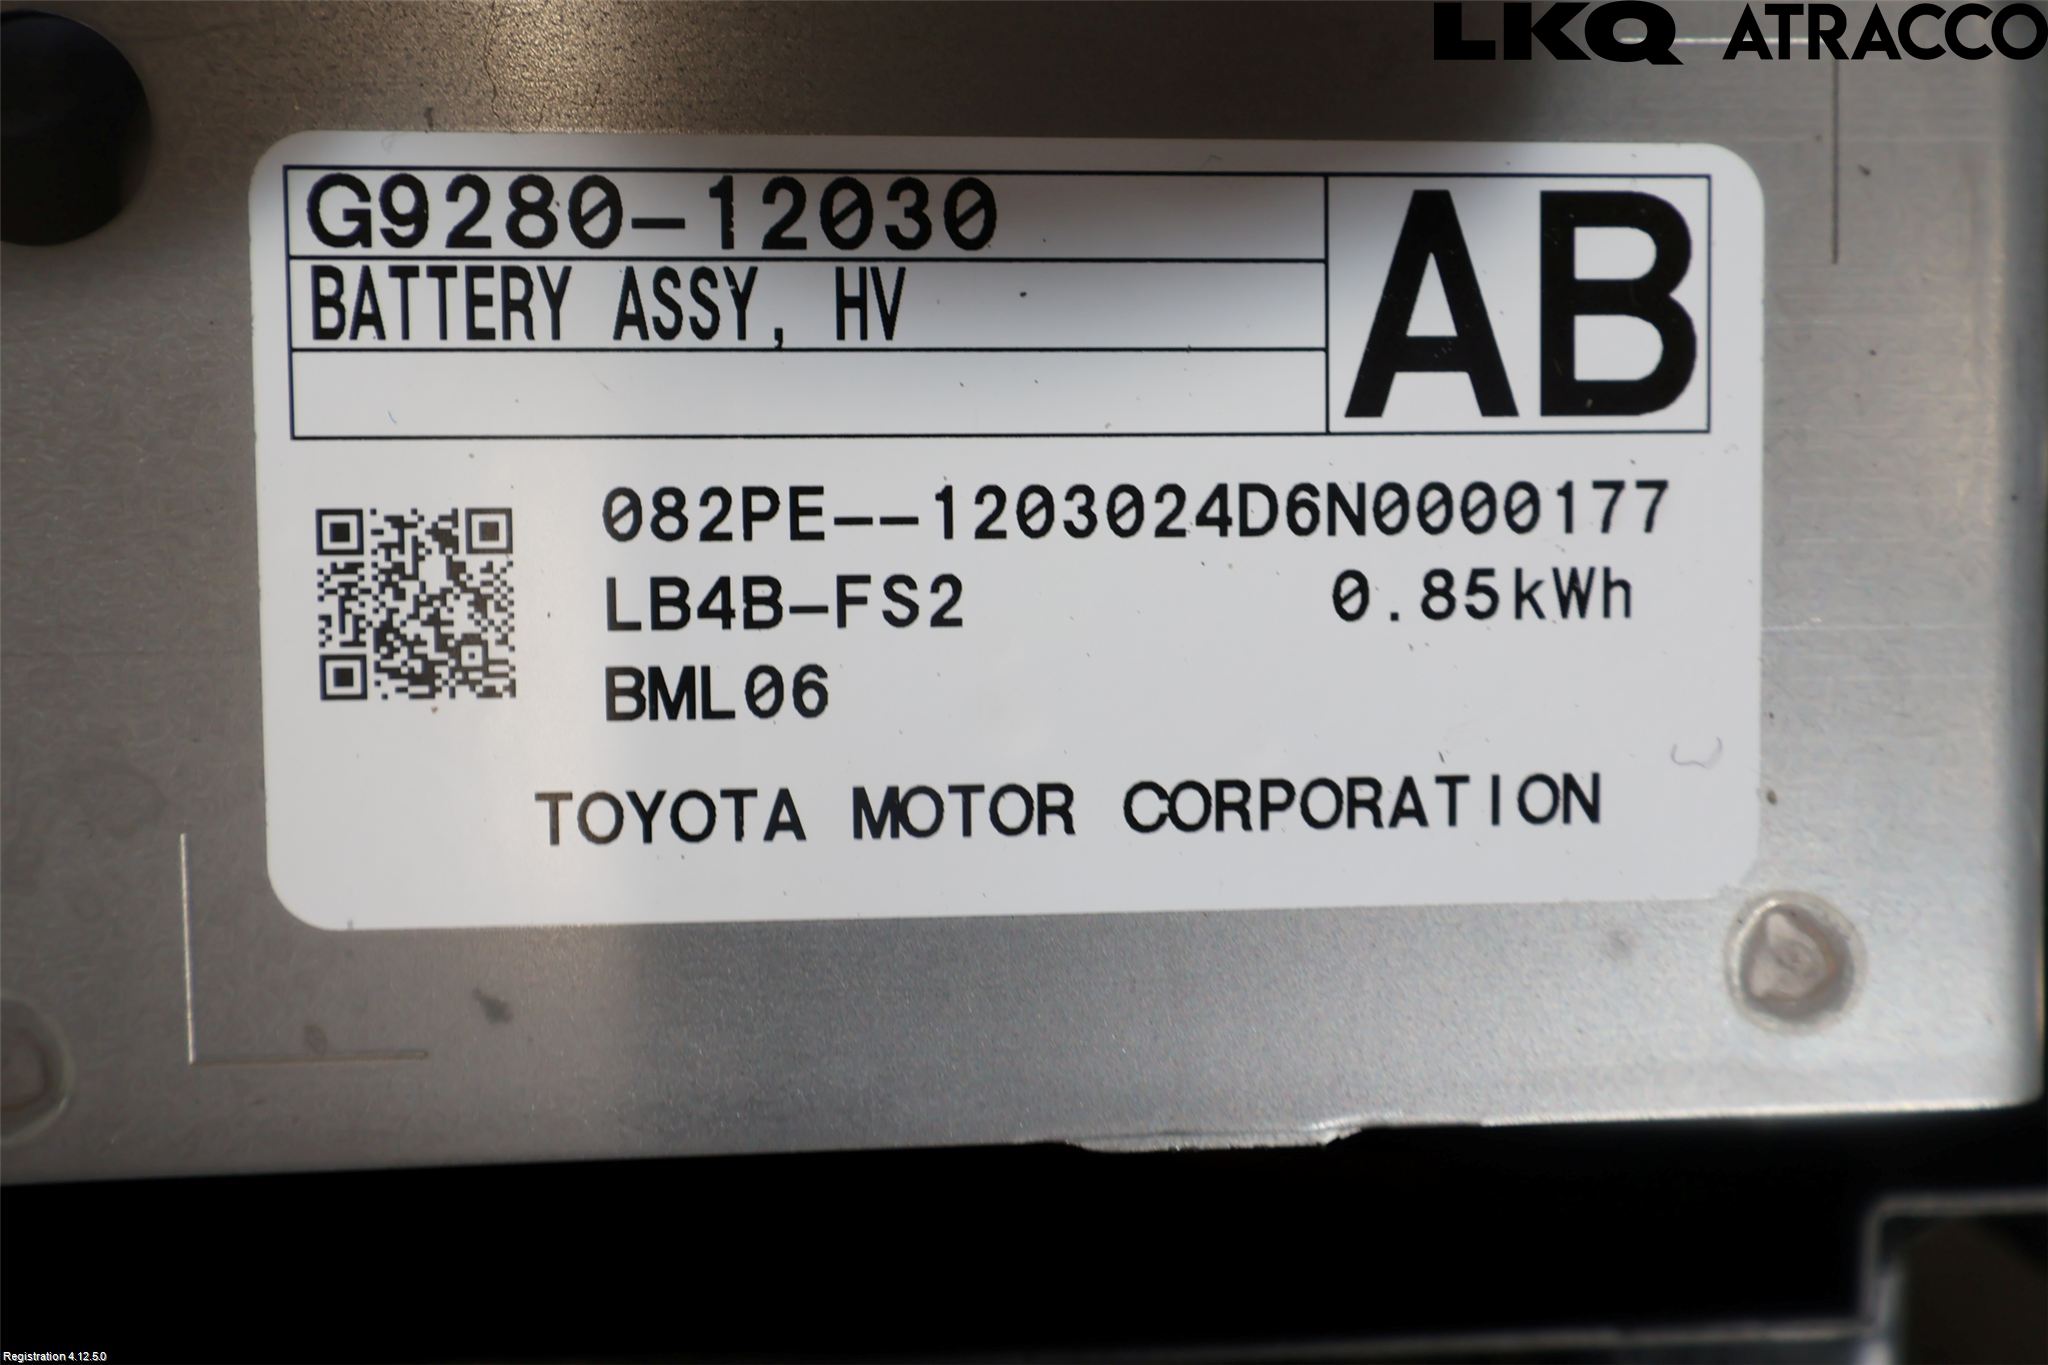 LKQ ATRACCO
G9280-12030
AB
BATTERY ASSY, HV
082PE--1203024D6N0000177
LB4B-FS2 0.85kWh
BML06
TOYOTA MOTOR CORPORATION
Registration 4.12.5.0